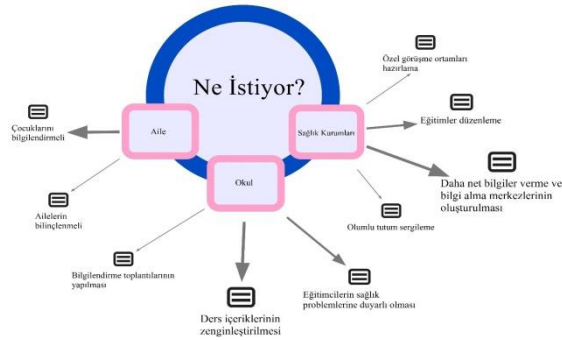 Ne İstiyor?
Özel görüşme ortamları
hazırlama
Aile
Sağlık Kurumları
Eğitimler düzenleme
Çocuklarını
bilgilendirmeli
Okul
Daha net bilgiler verme ve
bilgi alma merkezlerinin
oluşturulması
Ailelerin
bilinçlenmeli
Olumlu tutum sergileme
Bilgilendirme toplantılarının
yapılması
Eğitimcilerin sağlık
problemlerine duyarlı olması
Ders içeriklerinin
zenginleştirilmesi